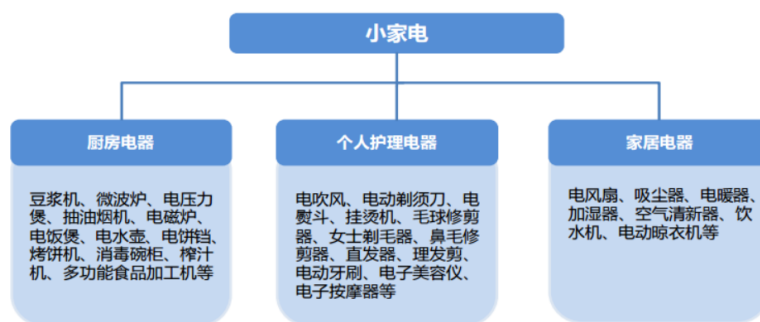 小家电
厨房电器
豆浆机、微波炉、电压力
煲、抽油烟机、电磁炉、
电饭煲、电水壶、电饼铛、
烤饼机、消毒碗柜、榨汁
机、多功能食品加工机等
个人护理电器
电吹风、电动剃须刀、电
熨斗、挂烫机、毛球修剪
器、女士剃毛器、鼻毛修
剪器、直发器、理发剪、
电动牙刷、电子美容仪、
电子按摩器等
家居电器
电风扇、吸尘器、电暖器、
加湿器、空气清新器、饮
水机、电动晾衣机等